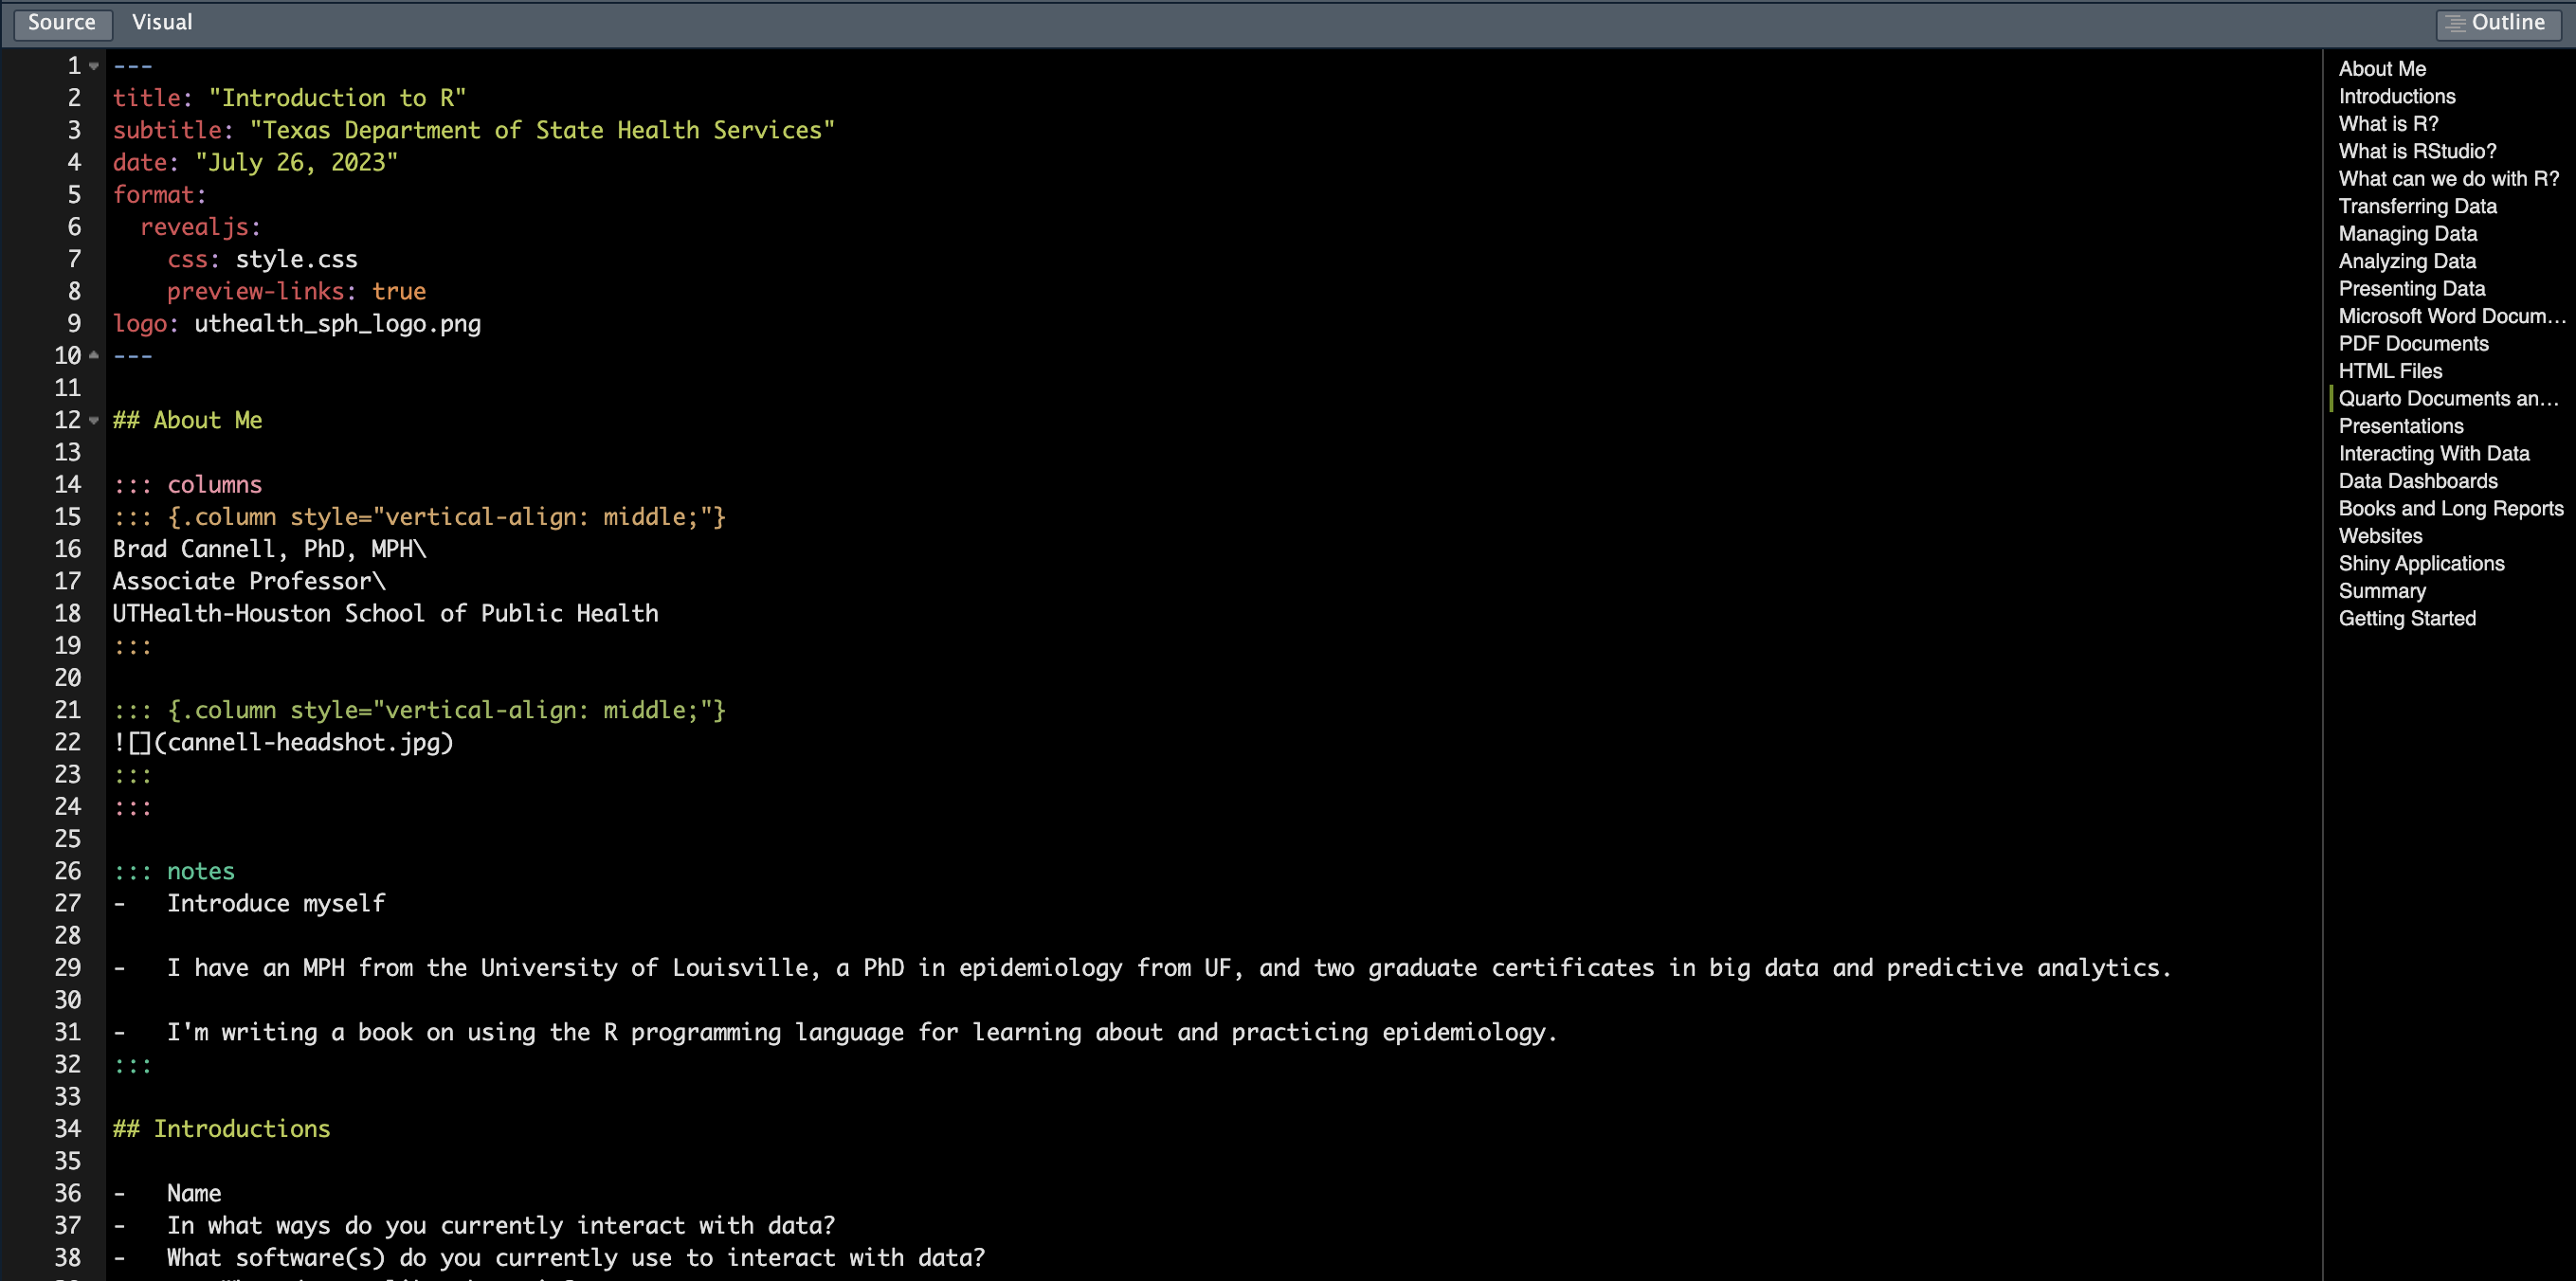 Source Visual Outline
1 ---
2 title: "Introduction to R"
3 subtitle: "Texas Department of State Health Services"
4 date: "July 26, 2023"
5 format:
6   revealjs:
7     css: style.css
8     preview-links: true
9 logo: uthealth_sph_logo.png
10 ---
11
12 ## About Me
13
14 ::: columns
15 ::: {.column style="vertical-align: middle;"}
16 Brad Cannell, PhD, MPH\
17 Associate Professor\
18 UTHealth-Houston School of Public Health
19 :::
20
21 ::: {.column style="vertical-align: middle;"}
22 ![](cannell-headshot.jpg)
23 :::
24 :::
25
26 ::: notes
27 -   Introduce myself
28
29 -   I have an MPH from the University of Louisville, a PhD in epidemiology from UF, and two graduate certificates in big data and predictive analytics.
30
31 -   I'm writing a book on using the R programming language for learning about and practicing epidemiology.
32 :::
33
34 ## Introductions
35
36 -   Name
37 -   In what ways do you currently interact with data?
38 -   What software(s) do you currently use to interact with data?
About Me
Introductions
What is R?
What is RStudio?
What can we do with R?
Transferring Data
Managing Data
Analyzing Data
Presenting Data
Microsoft Word Docum...
PDF Documents
HTML Files
Quarto Documents an...
Presentations
Interacting With Data
Data Dashboards
Books and Long Reports
Websites
Shiny Applications
Summary
Getting Started